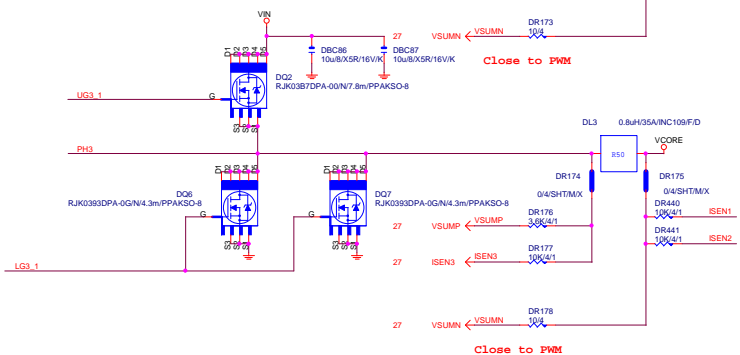 VIN
DR173
27 VSUMN VSUMN
10/4
DBC86
10u/8/X5R/16V/K
DBC87
10u/8/X5R/16V/K
Close to PWM
D1 D2 D3 D4 D5
DQ2
RJK03B7DPA-00/N/7.8m/PPAKSO-8
UG3_1
G
S3 S2 S1
DL3 0.8uH/35A/INC109/F/D
VCORE
R50
PH3
D1 D2 D3 D4 D5
D1 D2 D3 D4 D5
DR174
0/4/SHT/M/X
DR175
0/4/SHT/M/X
DQ6
RJK0393DPA-0G/N/4.3m/PPAKSO-8
DQ7
RJK0393DPA-0G/N/4.3m/PPAKSO-8
G
G
S3 S2 S1
S3 S2 S1
DR176
27 VSUMP VSUMP
3.6K/4/1
DR440
10K/4/1
ISEN1
DR441
10K/4/1
ISEN2
DR177
27 ISEN3 ISEN3
10K/4/1
LG3_1
DR178
27 VSUMN VSUMN
10/4
Close to PWM